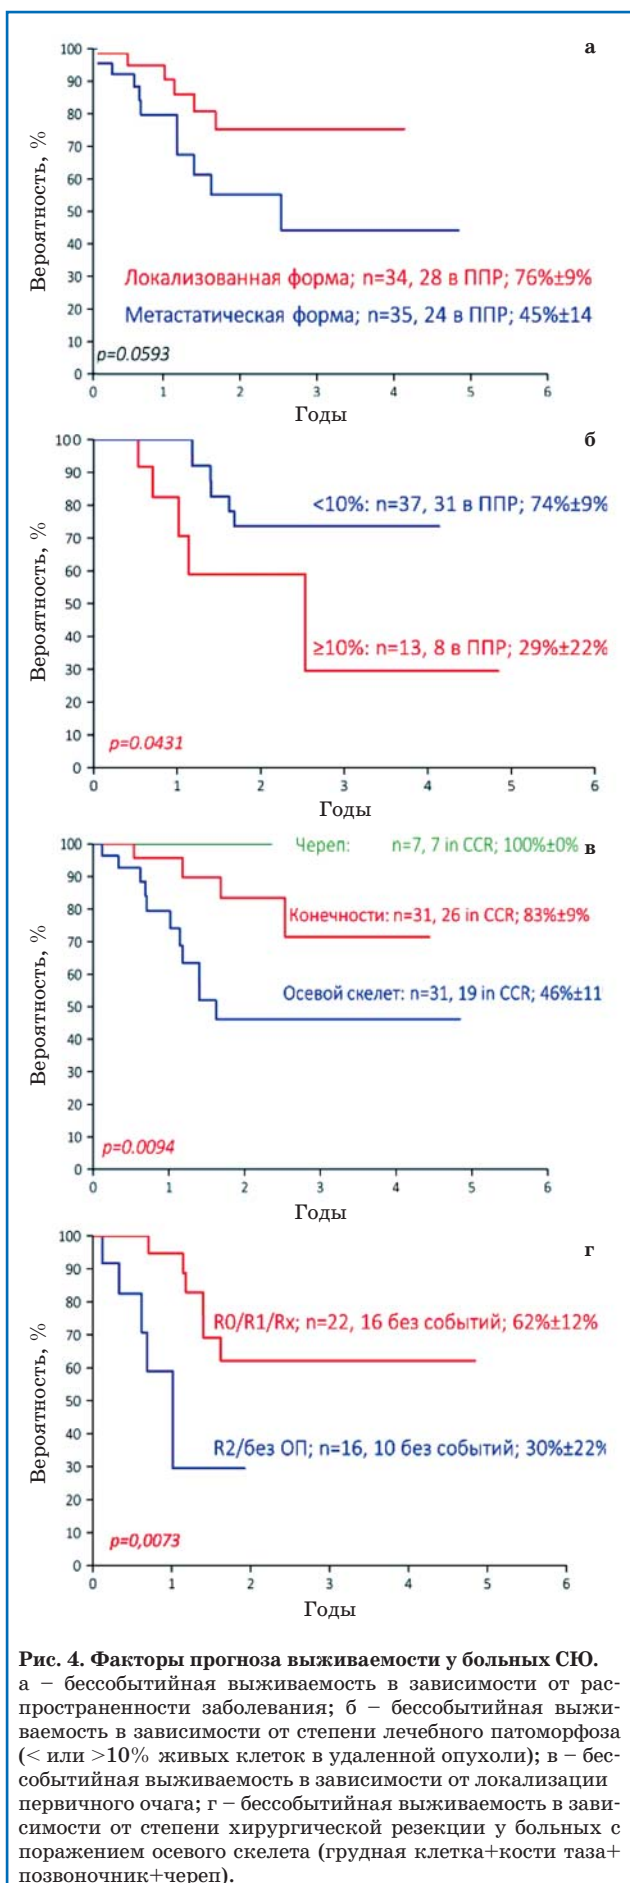 а
100
90
80
70
60
50
40
30
20
10
0
Вероятность, %
Локализованная форма; n=34, 28 в ППР; 76%±9%
Метастатическая форма; n=35, 24 в ППР; 45%±14
p=0.0593
0 1 2 3 4 5 6
Годы
б
100
90
80
70
60
50
40
30
20
10
0
Вероятность, %
<10%: n=37, 31 в ППР; 74%±9%
≥10%: n=13, 8 в ППР; 29%±22%
p=0.0431
0 1 2 3 4 5 6
Годы
в
100
90
80
70
60
50
40
30
20
10
0
Вероятность, %
Череп: n=7, 7 in CCR; 100%±0%
Конечности: n=31, 26 in CCR; 83%±9%
Осевой скелет: n=31, 19 in CCR; 46%±11
p=0.0094
0 1 2 3 4 5 6
Годы
г
100
90
80
70
60
50
40
30
20
10
0
Вероятность, %
R0/R1/Rx; n=22, 16 без событий; 62%±12%
R2/без ОП; n=16, 10 без событий; 30%±22%
p=0,0073
0 1 2 3 4 5 6
Годы
Рис. 4. Факторы прогноза выживаемости у больных СЮ.
а – бессобытийная выживаемость в зависимости от рас-
пространенности заболевания; б – бессобытийная выжи-
ваемость в зависимости от степени лечебного патоморфоза
(< или >10% живых клеток в удаленной опухоли); в – бес-
событийная выживаемость в зависимости от локализации
первичного очага; г – бессобытийная выживаемость в зави-
симости от степени хирургической резекции у больных с
поражением осевого скелета (грудная клетка+кости таза+
позвоночник+череп).